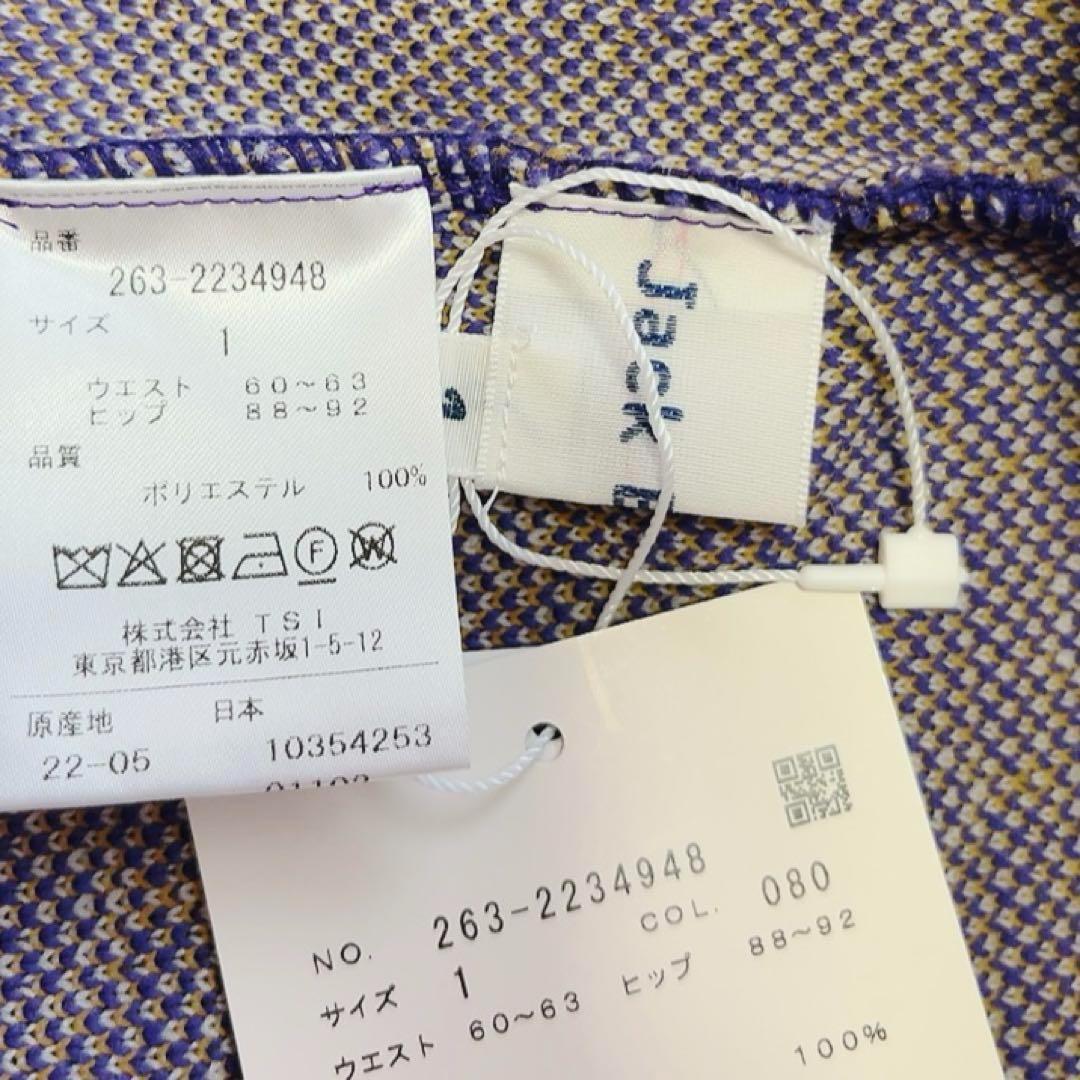 品番
263-2234948
サイズ
1
ウエスト 60~63
ヒップ 88~92
品質
ポリエステル 100%
F
W
株式会社 TSI
東京都港区元赤坂1-5-12
原産地 日本
22-05 10354253
Jack
NO. 263-2234948 COL. 080
サイズ 1
ウエスト 60~63 ヒップ 88~92
100%